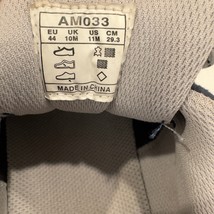 AM033
EU UK US CM
44 10M 11M 29.3
MADE IN CHINA